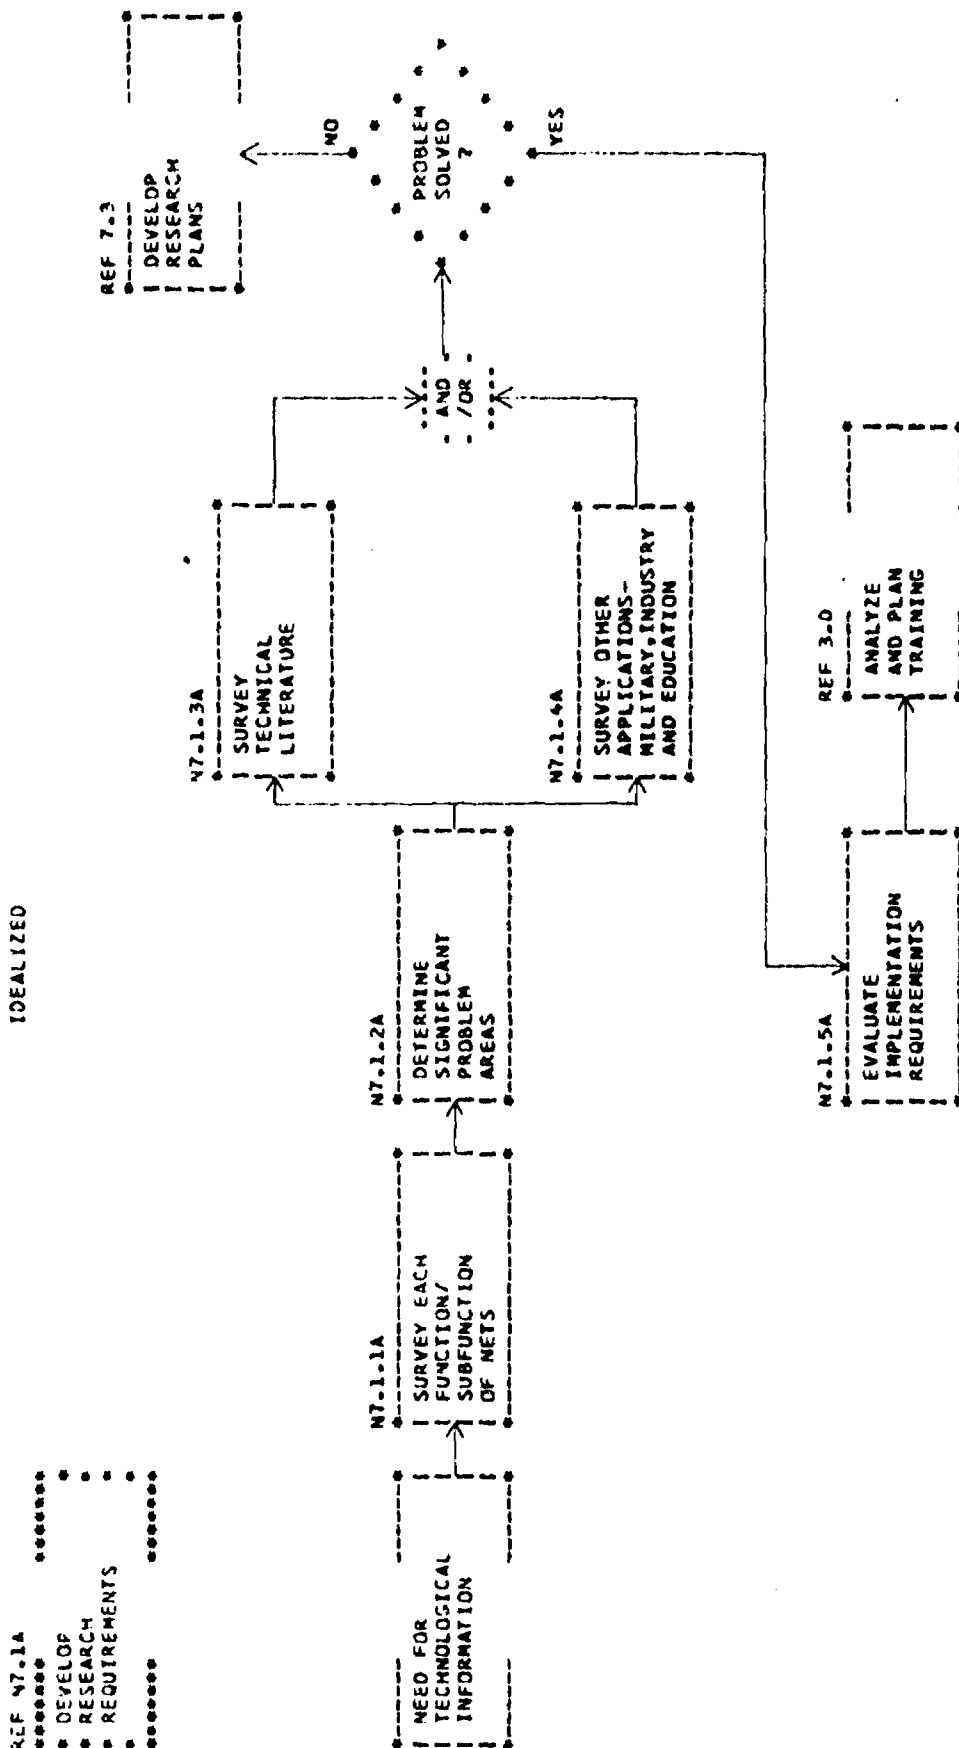 IDEALIZED
REF N7.1A
DEVELOP
RESEARCH
REQUIREMENTS
NEED FOR
TECHNOLOGICAL
INFORMATION
N7.1.1A
SURVEY EACH
FUNCTION/
SUBFUNCTION
OF NETS
N7.1.2A
DETERMINE
SIGNIFICANT
PROBLEM
AREAS
N7.1.3A
SURVEY
TECHNICAL
LITERATURE
N7.1.4A
SURVEY OTHER
APPLICATIONS-
MILITARY,INDUSTRY
AND EDUCATION
AND
/OR
PROBLEM
SOLVED
?
NO
YES
REF 7.3
DEVELOP
RESEARCH
PLANS
N7.1.5A
EVALUATE
IMPLEMENTATION
REQUIREMENTS
REF 3.0
ANALYZE
AND PLAN
TRAINING